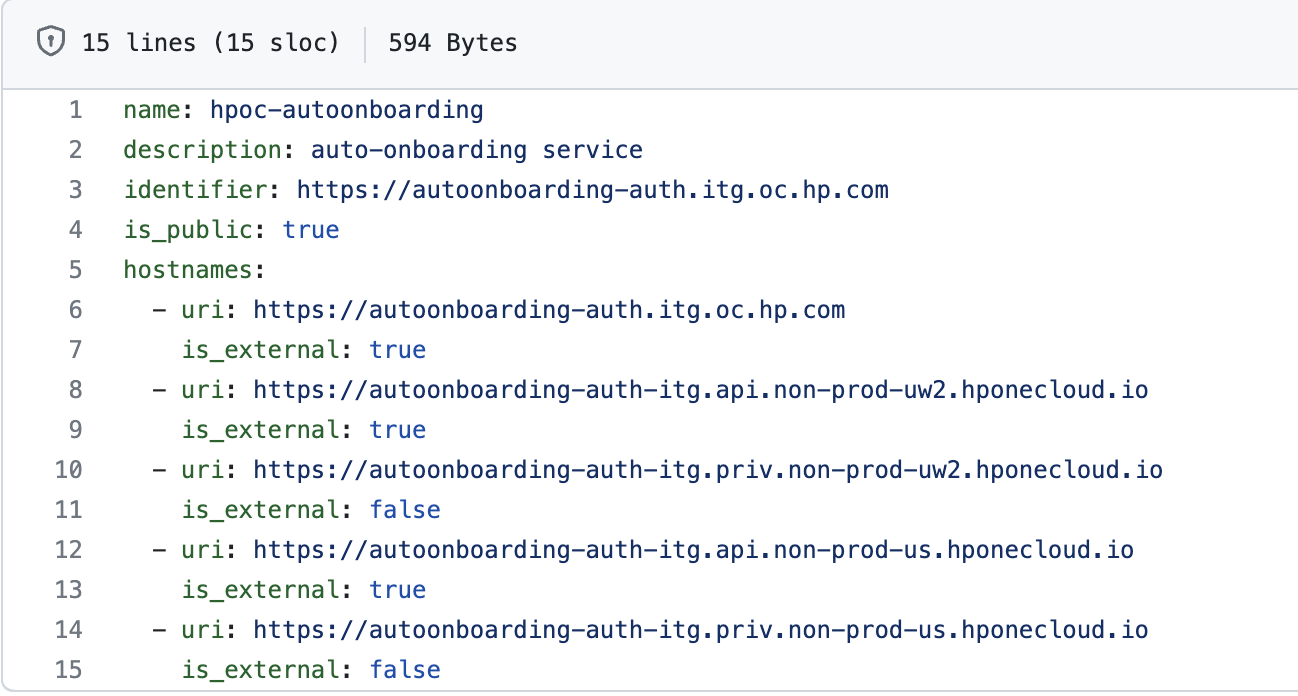 15 lines (15 sloc) 594 Bytes
1 name: hpoc-autoonboarding
2 description: auto-onboarding service
3 identifier: https://autoonboarding-auth.itg.oc.hp.com
4 is_public: true
5 hostnames:
6   - uri: https://autoonboarding-auth.itg.oc.hp.com
7     is_external: true
8   - uri: https://autoonboarding-auth-itg.api.non-prod-uw2.hponecloud.io
9     is_external: true
10   - uri: https://autoonboarding-auth-itg.priv.non-prod-uw2.hponecloud.io
11     is_external: false
12   - uri: https://autoonboarding-auth-itg.api.non-prod-us.hponecloud.io
13     is_external: true
14   - uri: https://autoonboarding-auth-itg.priv.non-prod-us.hponecloud.io
15     is_external: false